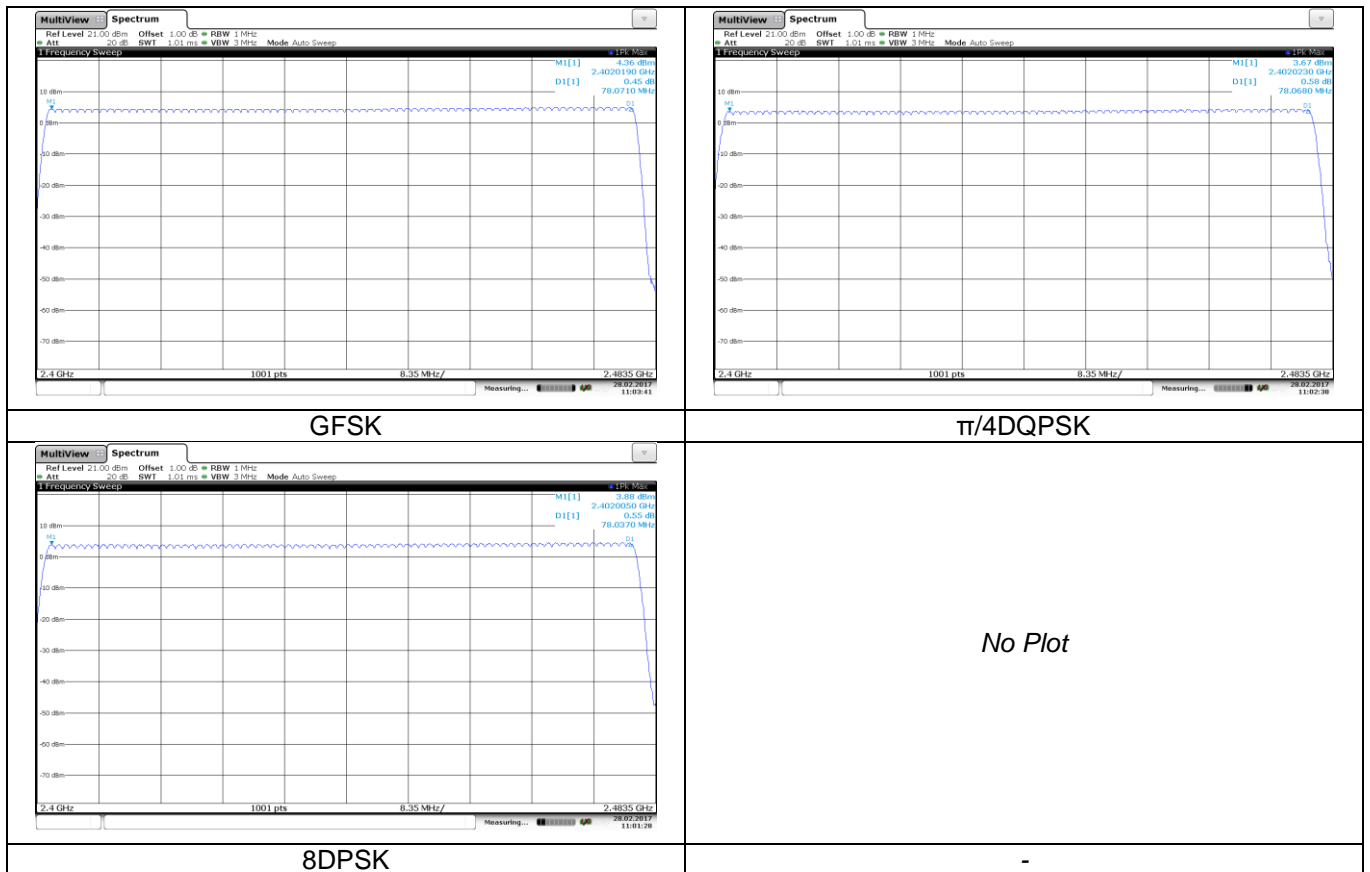 MultiView Spectrum
Ref Level 21.00 dBm Offset 1.00 dB RBW 1 MHz
Att 20 dB SWT 1.01 ms VBW 3 MHz Mode Auto Sweep
1 Frequency Sweep 1Pk Max
M1[1] 4.36 dBm
2.4020190 GHz
D1[1] 0.45 dB
78.0710 MHz
10 dBm
M1
D1
0 dBm
-10 dBm
-20 dBm
-30 dBm
-40 dBm
-50 dBm
-60 dBm
-70 dBm
2.4 GHz 1001 pts 8.35 MHz/ 2.4835 GHz
Measuring... 28.02.2017
11:03:41
GFSK
MultiView Spectrum
Ref Level 21.00 dBm Offset 1.00 dB RBW 1 MHz
Att 20 dB SWT 1.01 ms VBW 3 MHz Mode Auto Sweep
1 Frequency Sweep 1Pk Max
M1[1] 3.67 dBm
2.4020230 GHz
D1[1] 0.58 dB
78.0680 MHz
10 dBm
M1
D1
0 dBm
-10 dBm
-20 dBm
-30 dBm
-40 dBm
-50 dBm
-60 dBm
-70 dBm
2.4 GHz 1001 pts 8.35 MHz/ 2.4835 GHz
Measuring... 28.02.2017
11:02:30
π/4DQPSK
MultiView Spectrum
Ref Level 21.00 dBm Offset 1.00 dB RBW 1 MHz
Att 20 dB SWT 1.01 ms VBW 3 MHz Mode Auto Sweep
1 Frequency Sweep 1Pk Max
M1[1] 3.88 dBm
2.4020050 GHz
D1[1] 0.55 dB
78.0370 MHz
10 dBm
M1
D1
0 dBm
-10 dBm
-20 dBm
-30 dBm
-40 dBm
-50 dBm
-60 dBm
-70 dBm
2.4 GHz 1001 pts 8.35 MHz/ 2.4835 GHz
Measuring... 28.02.2017
11:01:28
8DPSK
No Plot
-